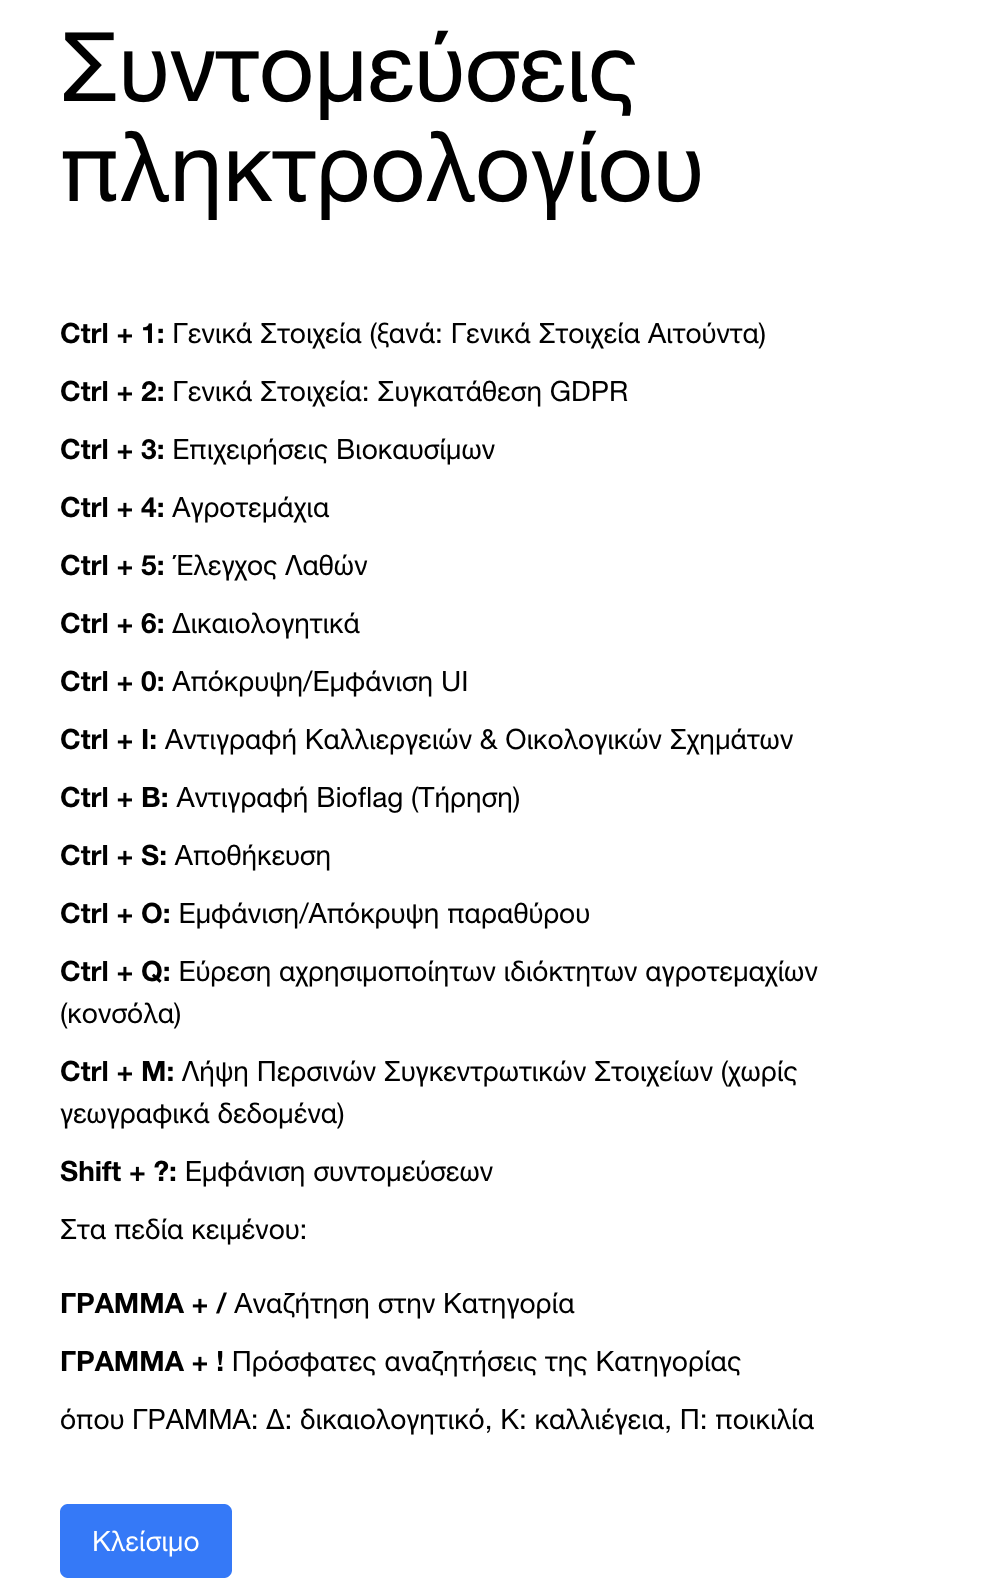 Συντομεύσεις
πληκτρολογίου
Ctrl + 1: Γενικά Στοιχεία (ξανά: Γενικά Στοιχεία Αιτούντα)
Ctrl + 2: Γενικά Στοιχεία: Συγκατάθεση GDPR
Ctrl + 3: Επιχειρήσεις Βιοκαυσίμων
Ctrl + 4: Αγροτεμάχια
Ctrl + 5: Έλεγχος Λαθών
Ctrl + 6: Δικαιολογητικά
Ctrl + 0: Απόκρυψη/Εμφάνιση UI
Ctrl + I: Αντιγραφή Καλλιεργειών & Οικολογικών Σχημάτων
Ctrl + B: Αντιγραφή Bioflag (Τήρηση)
Ctrl + S: Αποθήκευση
Ctrl + O: Εμφάνιση/Απόκρυψη παραθύρου
Ctrl + Q: Εύρεση αχρησιμοποίητων ιδιόκτητων αγροτεμαχίων
(κονσόλα)
Ctrl + M: Λήψη Περσινών Συγκεντρωτικών Στοιχείων (χωρίς
γεωγραφικά δεδομένα)
Shift + ?: Εμφάνιση συντομεύσεων
Στα πεδία κειμένου:
ΓΡΑΜΜΑ + / Αναζήτηση στην Κατηγορία
ΓΡΑΜΜΑ + ! Πρόσφατες αναζητήσεις της Κατηγορίας
όπου ΓΡΑΜΜΑ: Δ: δικαιολογητικό, Κ: καλλιέγεια, Π: ποικιλία
Κλείσιμο